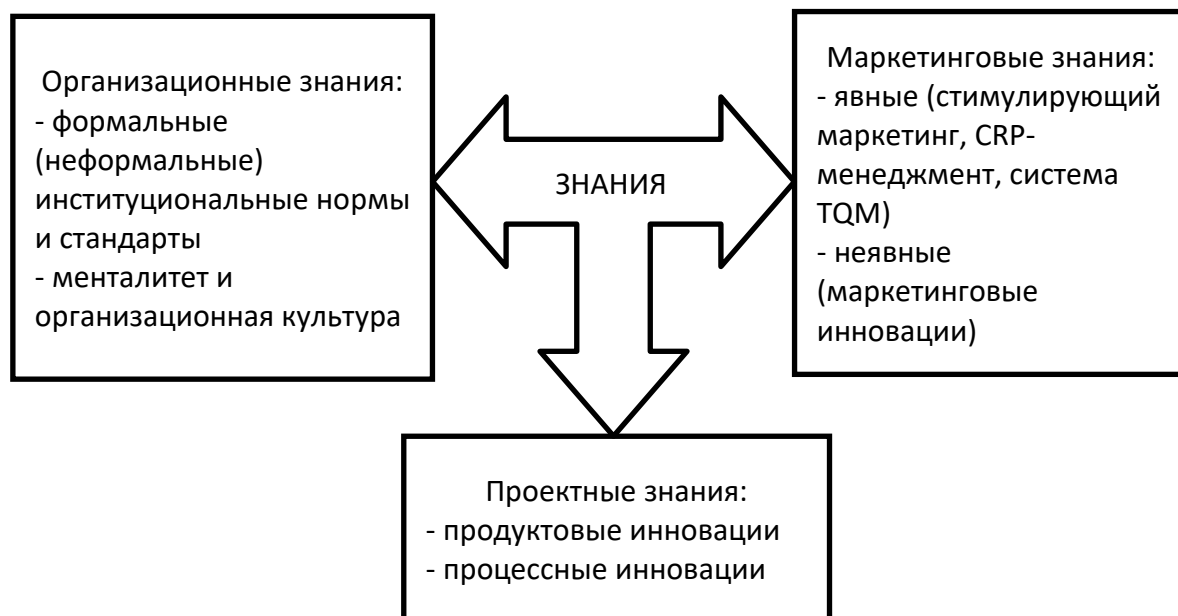 Организационные знания:
- формальные
(неформальные)
институциональные нормы
и стандарты
- менталитет и
организационная культура
ЗНАНИЯ
Маркетинговые знания:
- явные (стимулирующий
маркетинг, CRP-
менеджмент, система
TQM)
- неявные
(маркетинговые
инновации)
Проектные знания:
- продуктовые инновации
- процессные инновации